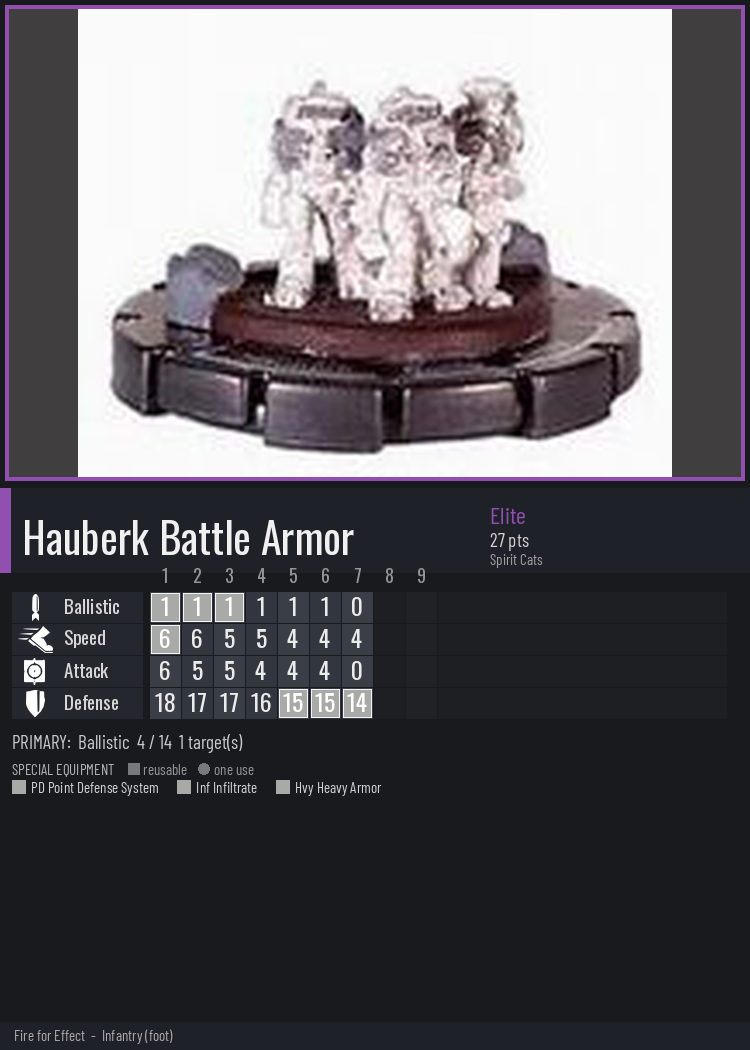 Hauberk Battle Armor
Elite
27 pts
Spirit Cats
1 2 3 4 5 6 7 8 9
Ballistic 1 1 1 1 1 1 0
Speed 6 6 5 5 4 4 4
Attack 6 5 5 4 4 4 0
Defense 18 17 17 16 15 15 14
PRIMARY: Ballistic 4 / 14 1 target(s)
SPECIAL EQUIPMENT reusable one use
PD Point Defense System Inf Infiltrate Hvy Heavy Armor
Fire for Effect - Infantry (foot)